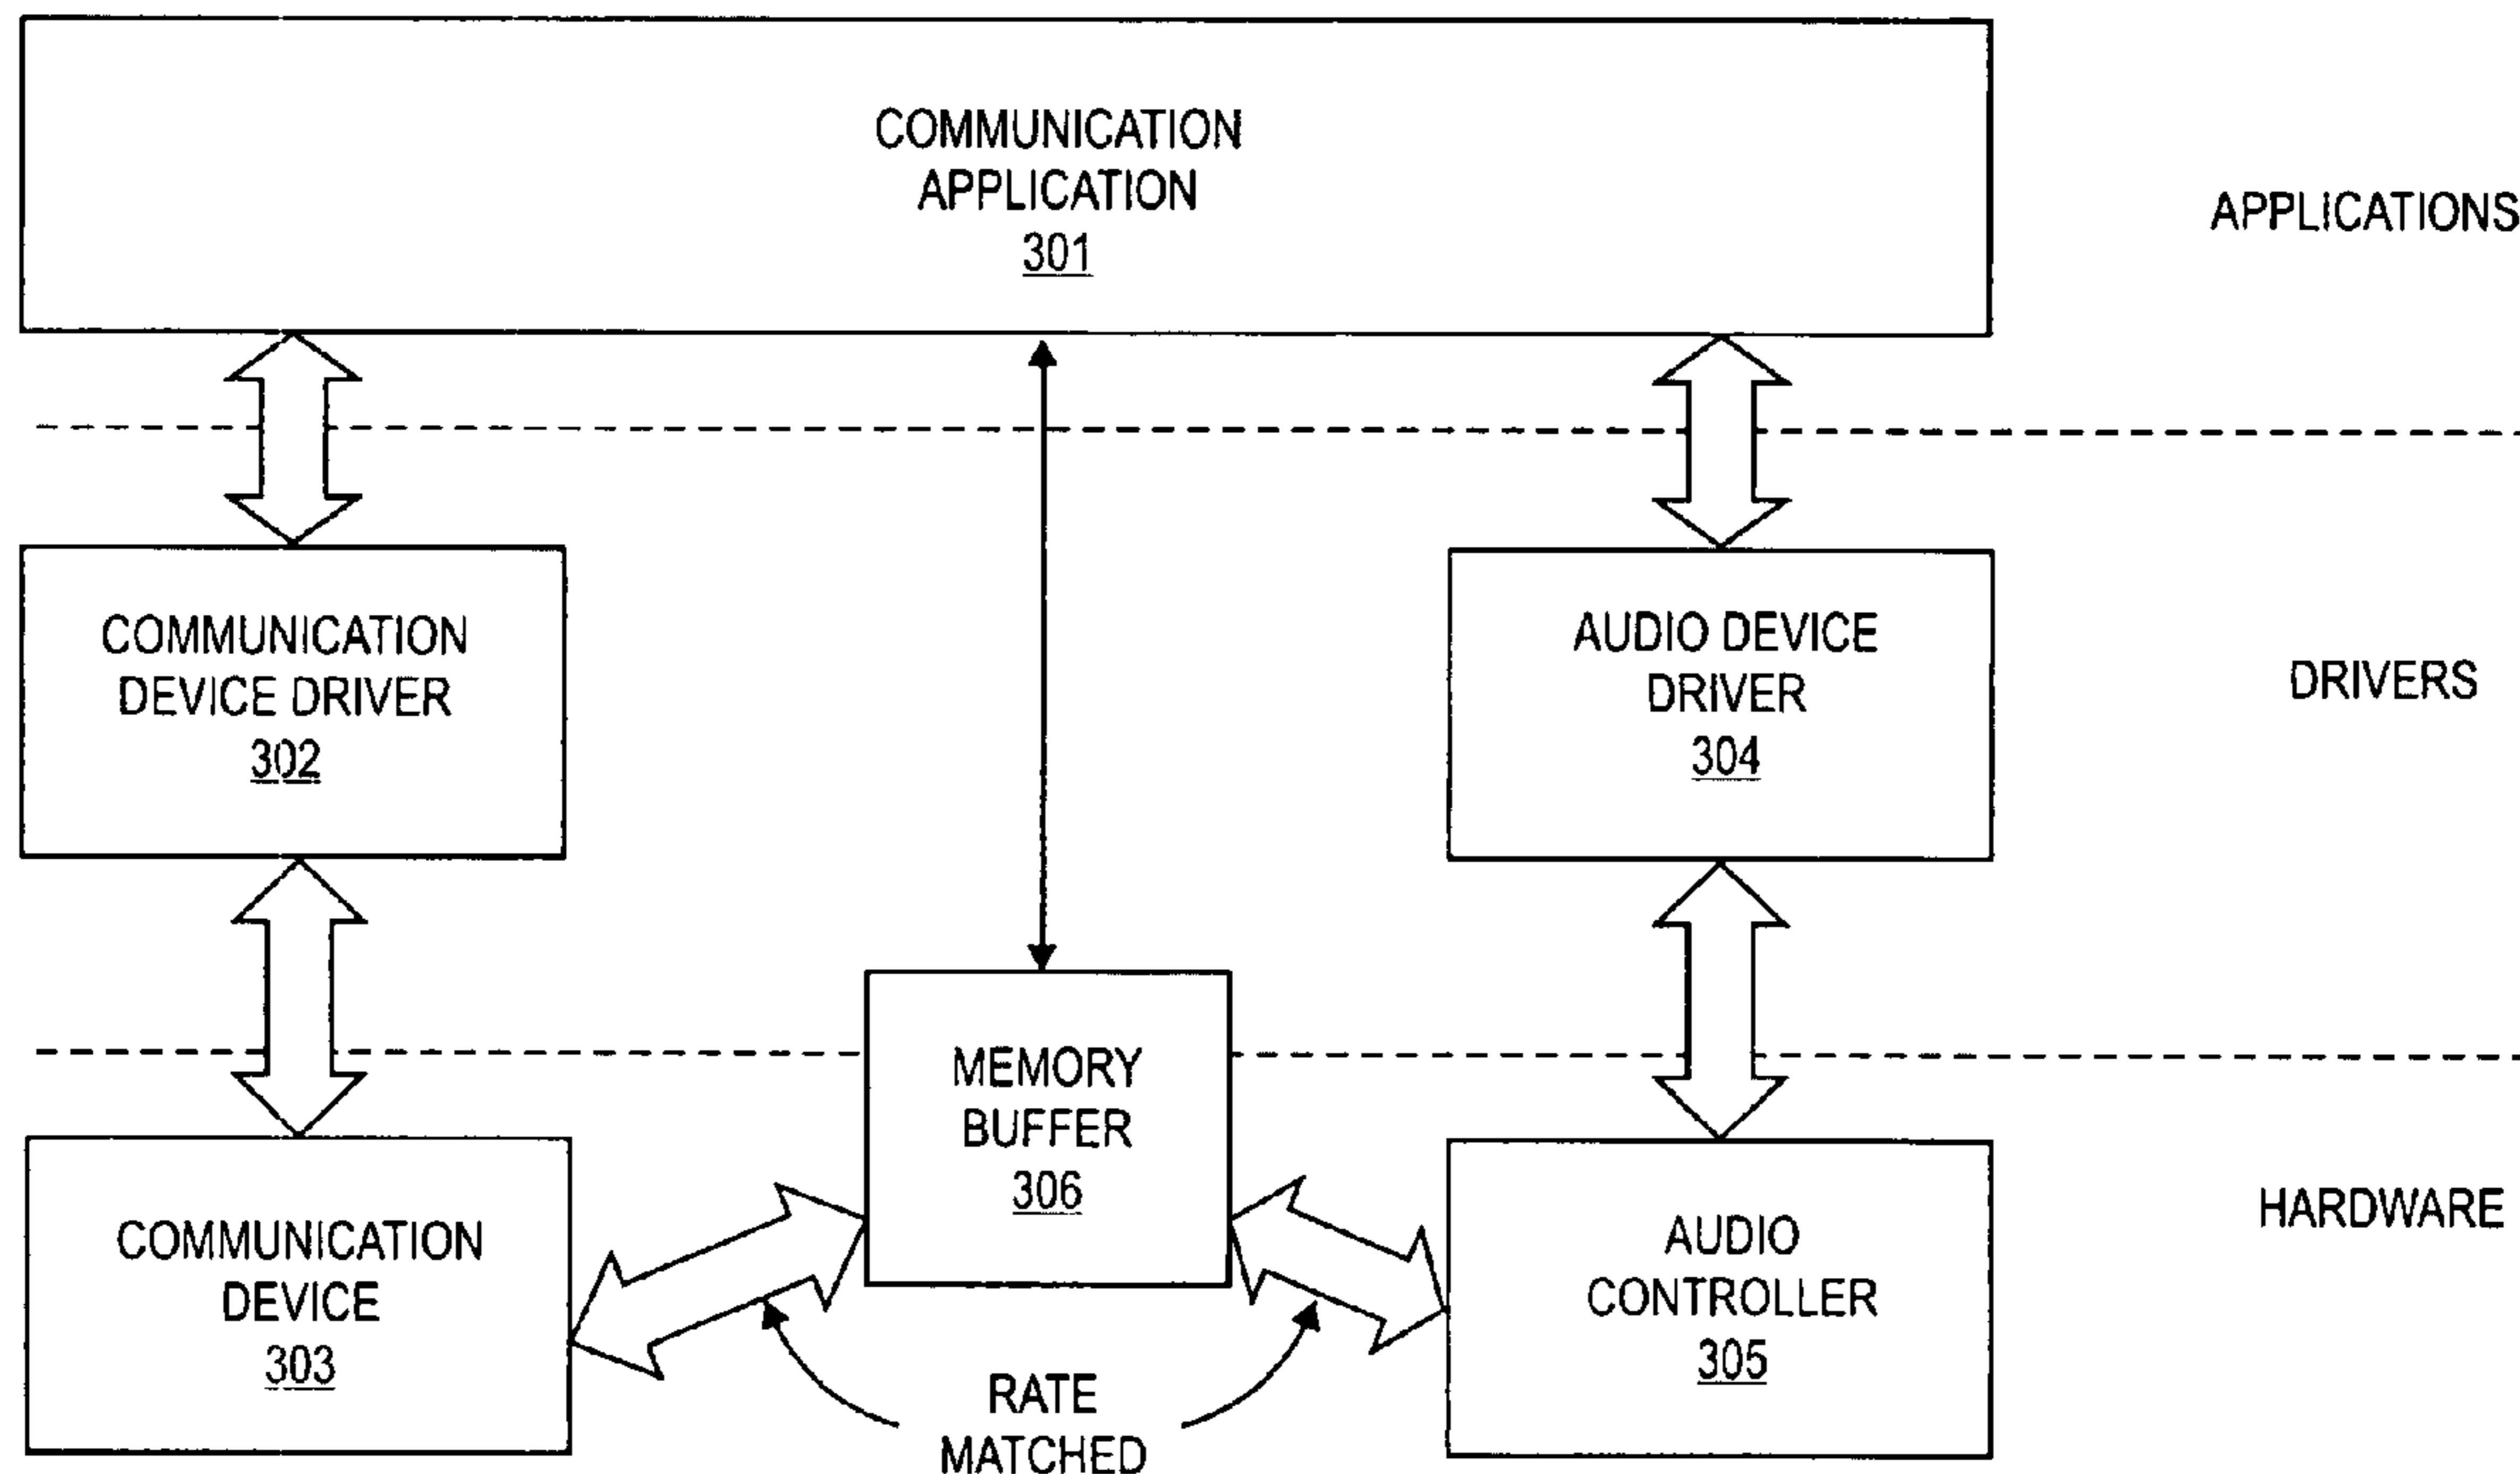 COMMUNICATION
APPLICATION
301
APPLICATIONS
COMMUNICATION
DEVICE DRIVER
302
AUDIO DEVICE
DRIVER
304
DRIVERS
MEMORY
BUFFER
306
COMMUNICATION
DEVICE
303
AUDIO
CONTROLLER
305
HARDWARE
RATE
MATCHED